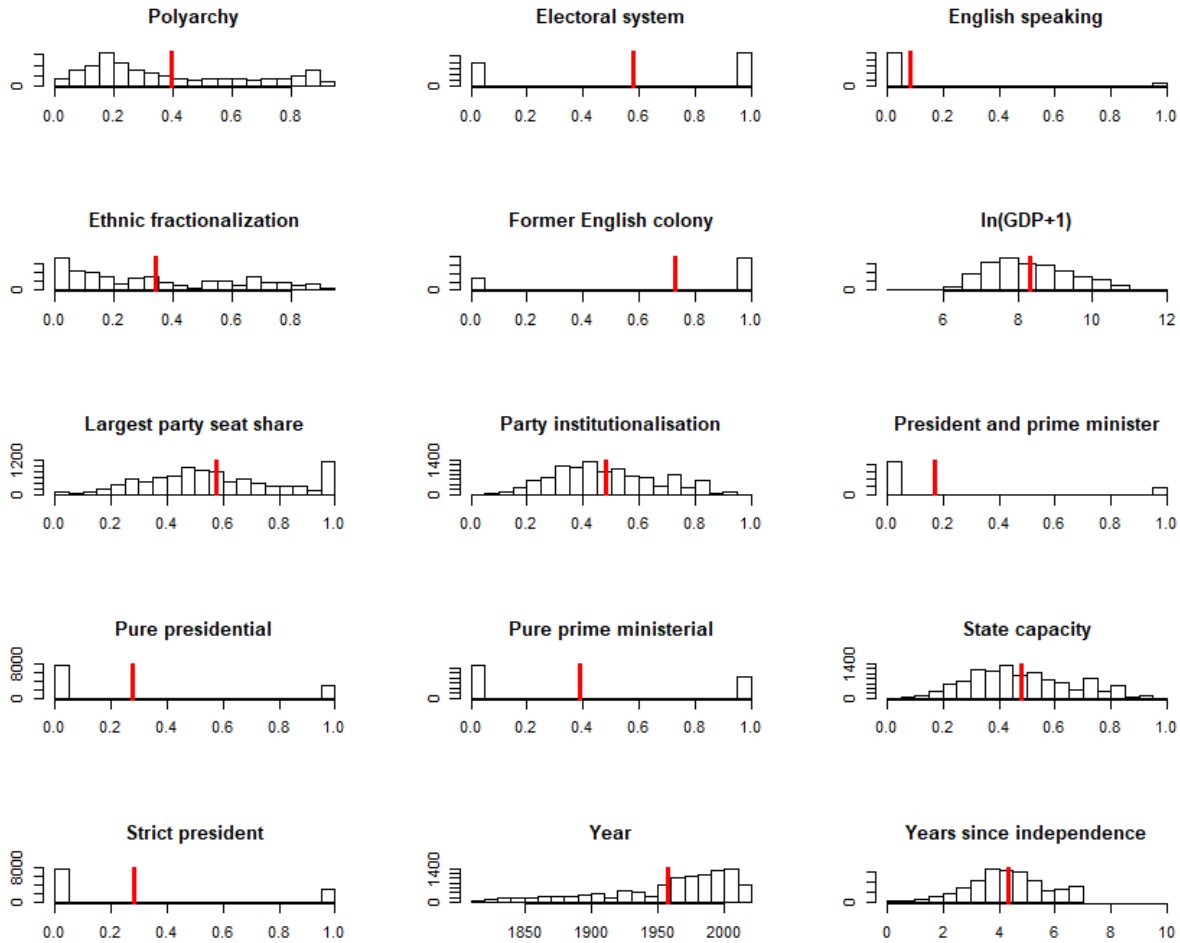 Polyarchy
0
0.0 0.2 0.4 0.6 0.8
Electoral system
0
0.0 0.2 0.4 0.6 0.8 1.0
English speaking
0
0.0 0.2 0.4 0.6 0.8 1.0
Ethnic fractionalization
0
0.0 0.2 0.4 0.6 0.8
Former English colony
0
0.0 0.2 0.4 0.6 0.8 1.0
ln(GDP+1)
0
6 8 10 12
Largest party seat share
0 1200
0.0 0.2 0.4 0.6 0.8 1.0
Party institutionalisation
0 1400
0.0 0.2 0.4 0.6 0.8 1.0
President and prime minister
0
0.0 0.2 0.4 0.6 0.8 1.0
Pure presidential
0 8000
0.0 0.2 0.4 0.6 0.8 1.0
Pure prime ministerial
0
0.0 0.2 0.4 0.6 0.8 1.0
State capacity
0 1400
0.0 0.2 0.4 0.6 0.8 1.0
Strict president
0 8000
0.0 0.2 0.4 0.6 0.8 1.0
Year
0 1400
1850 1900 1950 2000
Years since independence
0
0 2 4 6 8 10